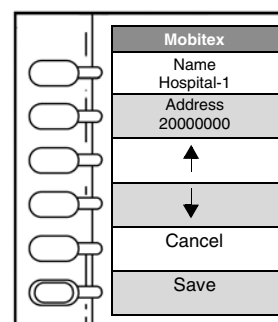 Mobitex
Name
Hospital-1
Address
20000000
Cancel
Save